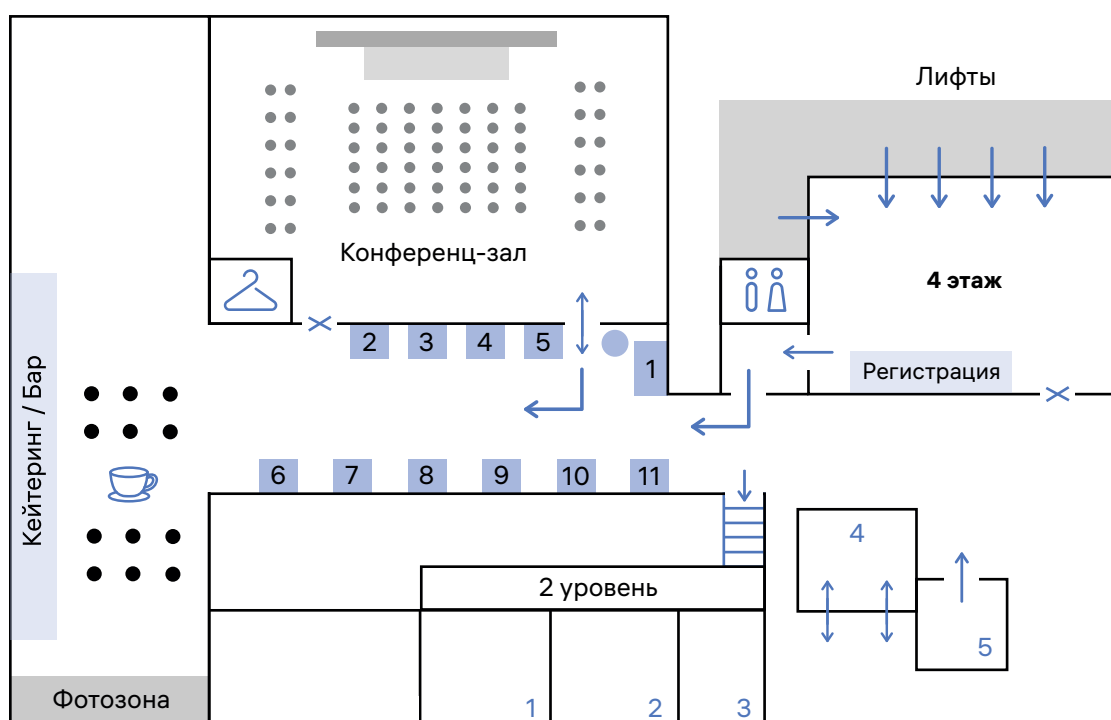 Лифты
Конференц-зал
4 этаж
2
3
4
5
1
Регистрация
Кейтеринг / Бар
6
7
8
9
10
11
4
2 уровень
5
Фотозона
1
2
3